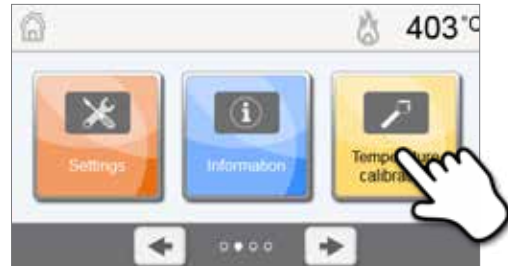 403°C
Settings
Information
Temperature
calibration